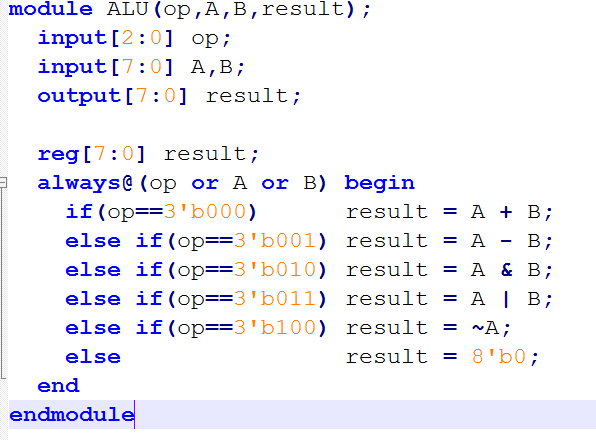 module ALU(op,A,B,result);
  input[2:0] op;
  input[7:0] A,B;
  output[7:0] result;

  reg[7:0] result;
  always@(op or A or B) begin
    if(op==3'b000)      result = A + B;
    else if(op==3'b001) result = A - B;
    else if(op==3'b010) result = A & B;
    else if(op==3'b011) result = A | B;
    else if(op==3'b100) result = ~A;
    else                result = 8'b0;
  end
endmodule